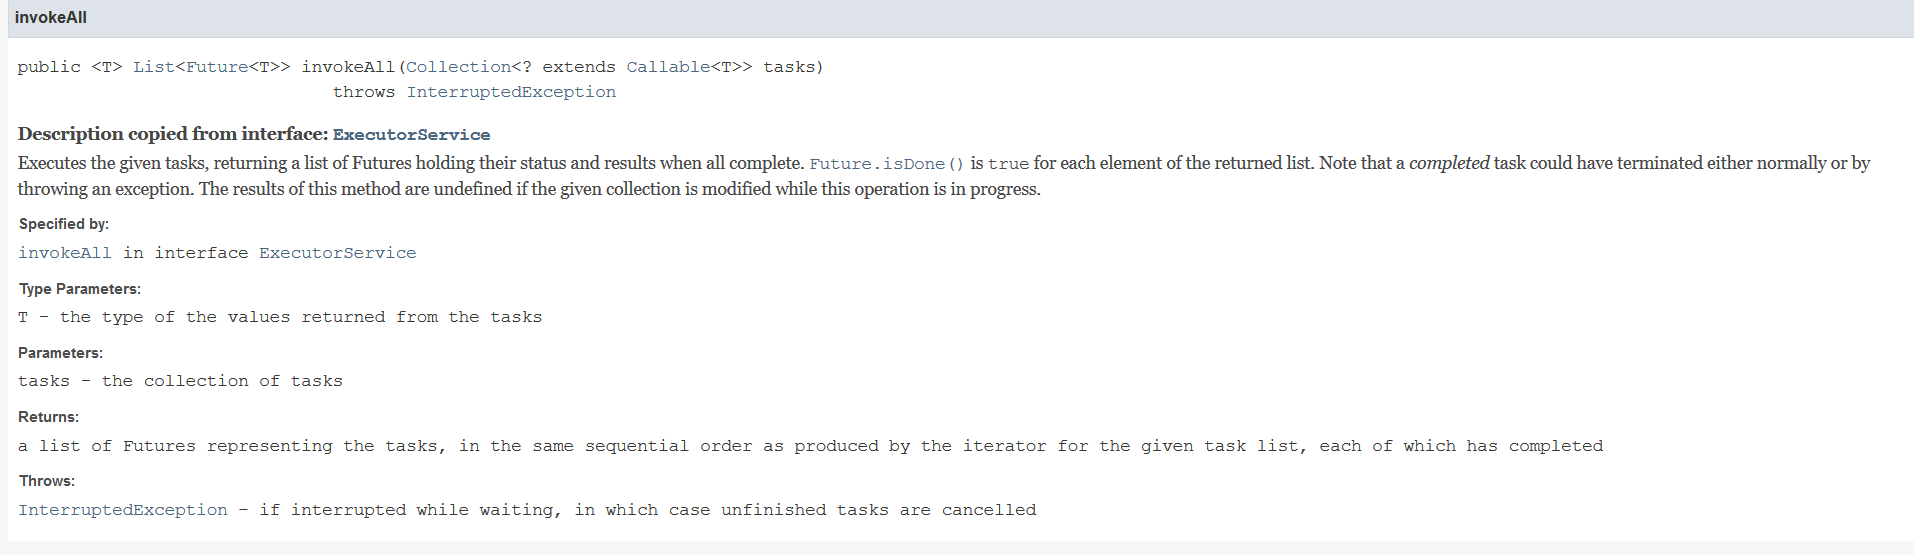 invokeAll
public <T> List<Future<T>> invokeAll(Collection<? extends Callable<T>> tasks)
throws InterruptedException
Description copied from interface: ExecutorService
Executes the given tasks, returning a list of Futures holding their status and results when all complete. Future.isDone() is true for each element of the returned list. Note that a completed task could have terminated either normally or by
throwing an exception. The results of this method are undefined if the given collection is modified while this operation is in progress.
Specified by:
invokeAll in interface ExecutorService
Type Parameters:
T - the type of the values returned from the tasks
Parameters:
tasks - the collection of tasks
Returns:
a list of Futures representing the tasks, in the same sequential order as produced by the iterator for the given task list, each of which has completed
Throws:
InterruptedException - if interrupted while waiting, in which case unfinished tasks are cancelled